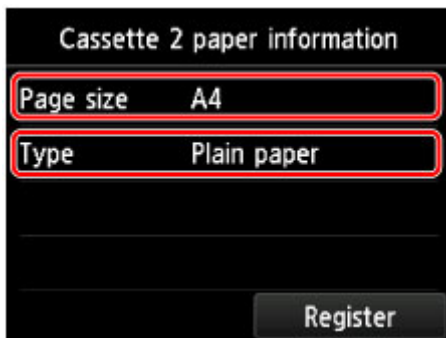 Cassette 2 paper information
Page size A4
Type Plain paper
Register